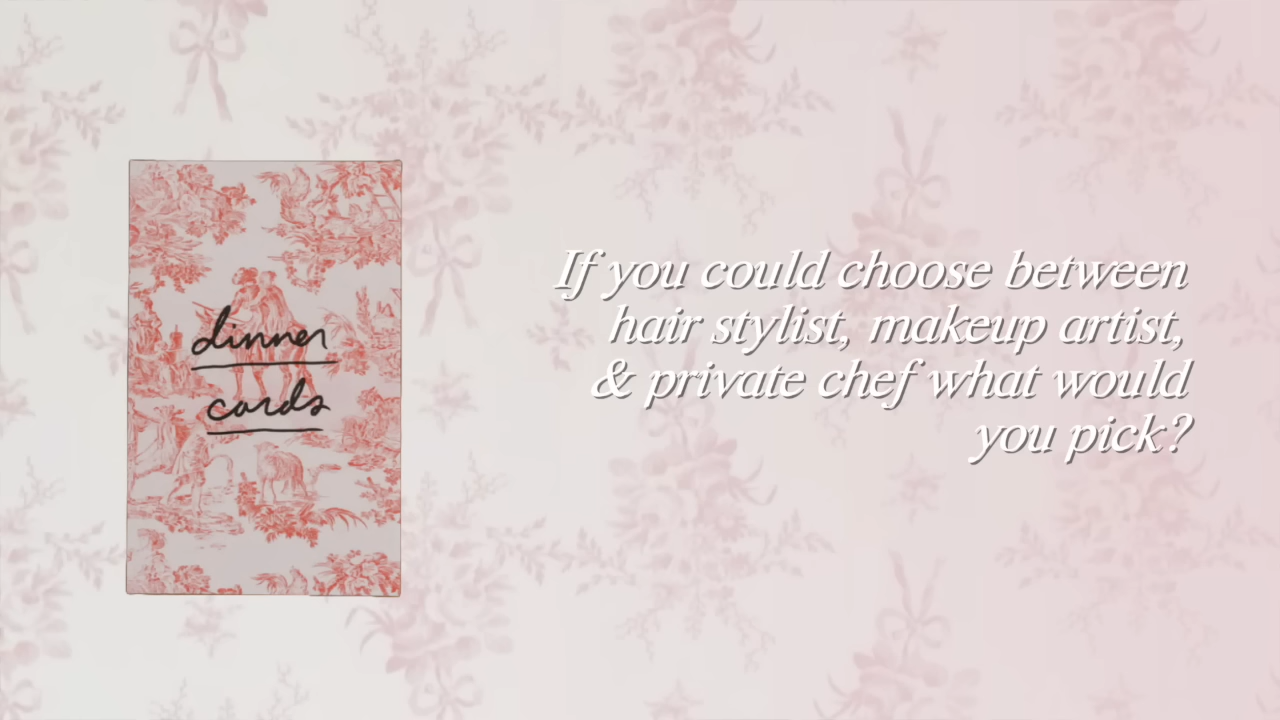 dinner
cards
If you could choose between
hair stylist, makeup artist,
& private chef what would
you pick?